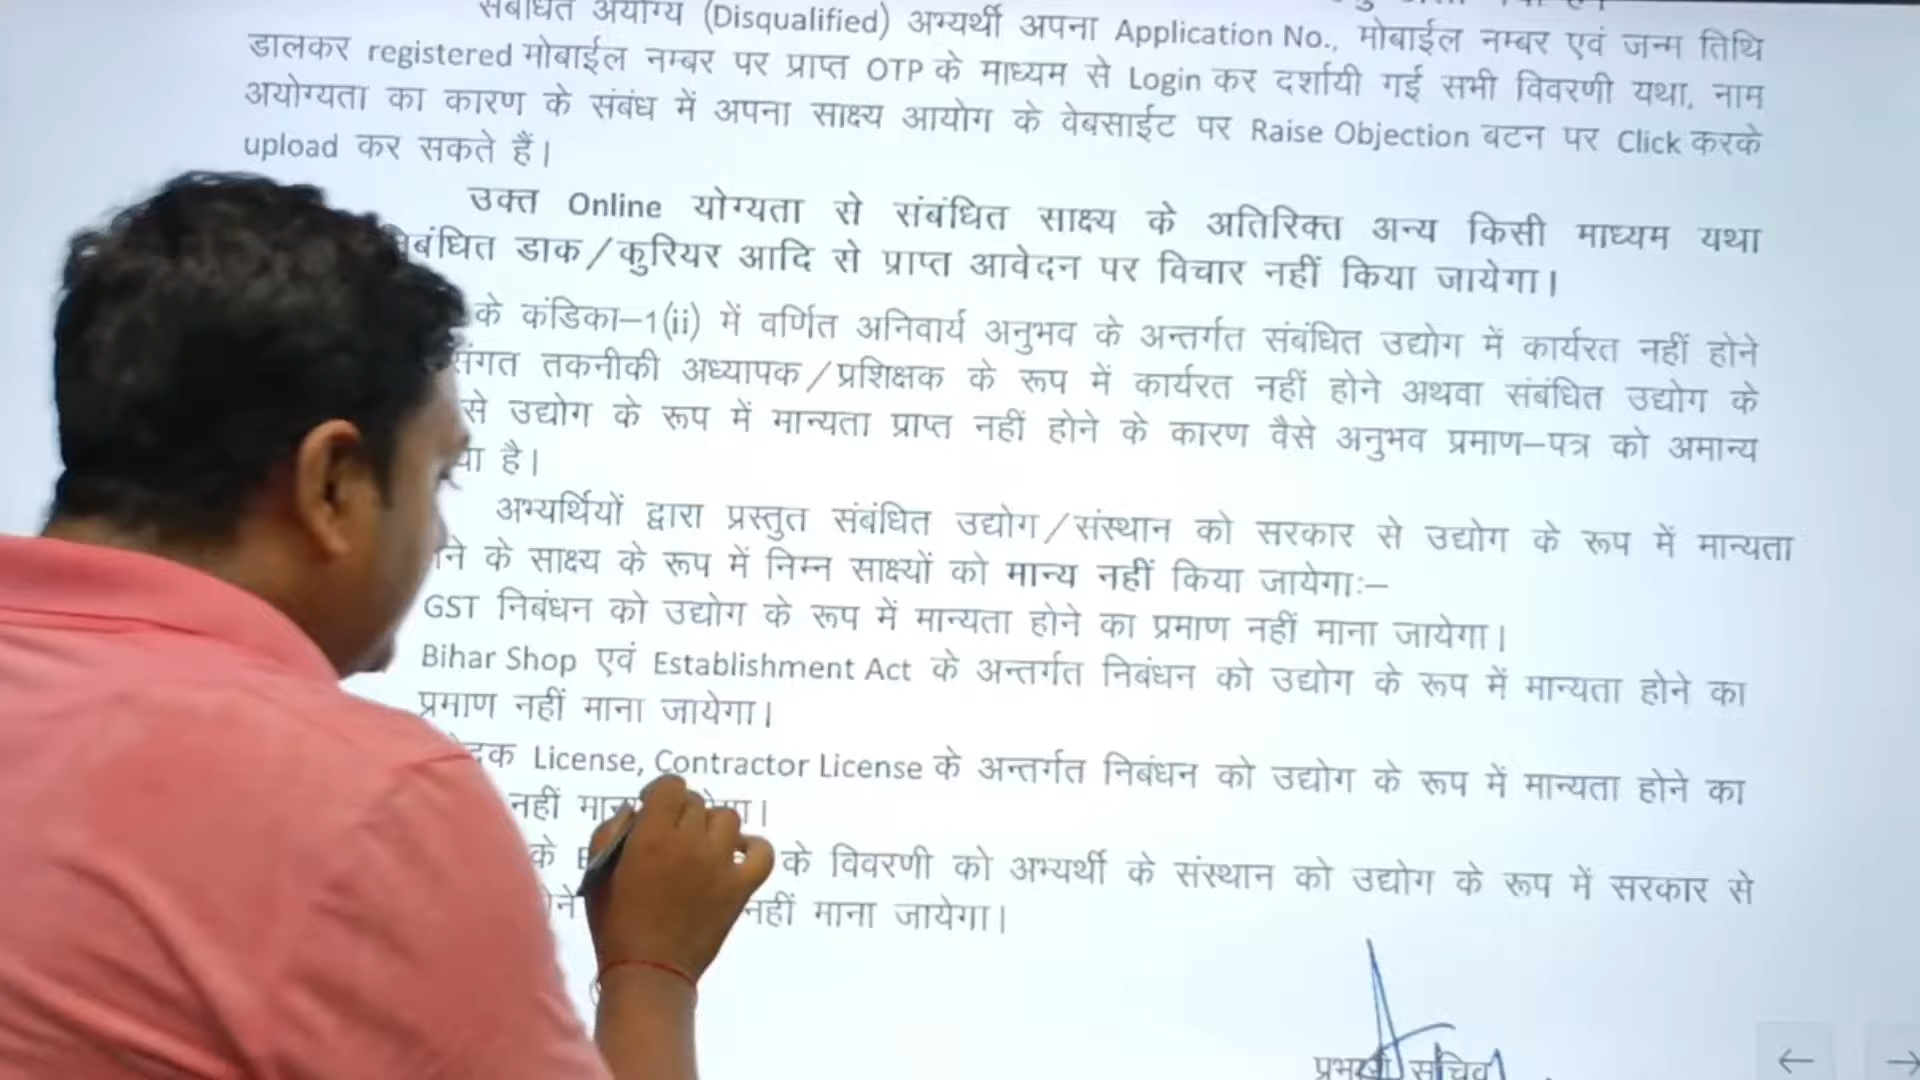 संबंधित अयोग्य (Disqualified) अभ्यर्थी अपना Application No., मोबाईल नम्बर एवं जन्म तिथि
डालकर registered मोबाईल नम्बर पर प्राप्त OTP के माध्यम से Login कर दर्शायी गई सभी विवरणी यथा, नाम
अयोग्यता का कारण के संबंध में अपना साक्ष्य आयोग के वेबसाईट पर Raise Objection बटन पर Click करके
upload कर सकते हैं।
उक्त Online योग्यता से संबंधित साक्ष्य के अतिरिक्त अन्य किसी माध्यम यथा
डाक/कुरियर आदि से प्राप्त आवेदन पर विचार नहीं किया जायेगा।
के कंडिका–1(ii) में वर्णित अनिवार्य अनुभव के अन्तर्गत संबंधित उद्योग में कार्यरत नहीं होने
तकनीकी अध्यापक/प्रशिक्षक के रूप में कार्यरत नहीं होने अथवा संबंधित उद्योग के
से उद्योग के रूप में मान्यता प्राप्त नहीं होने के कारण वैसे अनुभव प्रमाण–पत्र को अमान्य
है।
अभ्यर्थियों द्वारा प्रस्तुत संबंधित उद्योग/संस्थान को सरकार से उद्योग के रूप में मान्यता
के साक्ष्य के रूप में निम्न साक्ष्यों को मान्य नहीं किया जायेगाः–
GST निबंधन को उद्योग के रूप में मान्यता होने का प्रमाण नहीं माना जायेगा।
Bihar Shop एवं Establishment Act के अन्तर्गत निबंधन को उद्योग के रूप में मान्यता होने का
प्रमाण नहीं माना जायेगा।
License, Contractor License के अन्तर्गत निबंधन को उद्योग के रूप में मान्यता होने का
नहीं
के के विवरणी को अभ्यर्थी के संस्थान को उद्योग के रूप में सरकार से
नहीं माना जायेगा।
सचिव